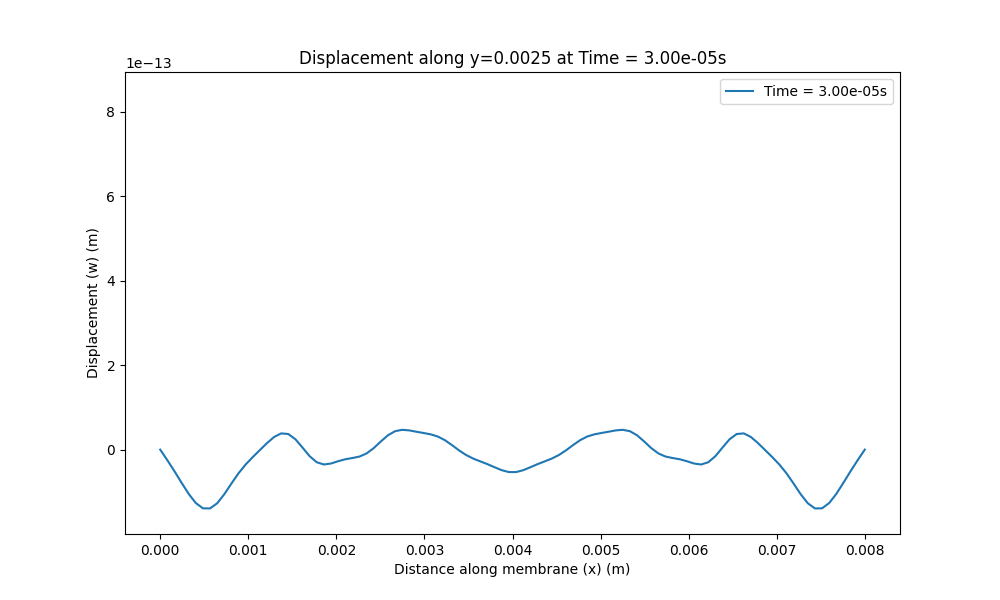 Displacement along y=0.0025 at Time = 3.00e-05s
1e−13
Time = 3.00e-05s
8
6
4
2
0
Displacement (w) (m)
0.000 0.001 0.002 0.003 0.004 0.005 0.006 0.007 0.008
Distance along membrane (x) (m)